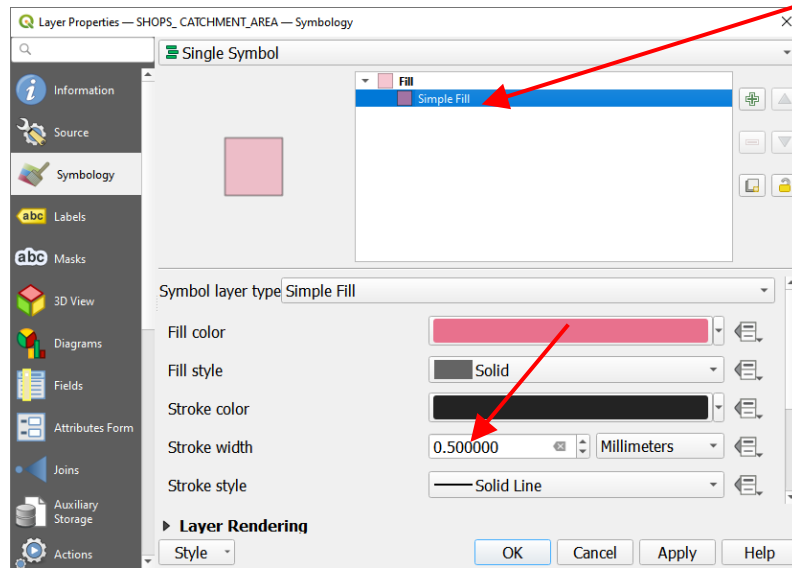 Layer Properties — SHOPS_ CATCHMENT_AREA — Symbology
Single Symbol
Information
Source
Symbology
abc Labels
abc Masks
3D View
Diagrams
Fields
Attributes Form
Joins
Auxiliary
Storage
Actions
Fill
Simple Fill
Symbol layer type Simple Fill
Fill color
Fill style Solid
Stroke color
Stroke width 0.500000 Millimeters
Stroke style Solid Line
Layer Rendering
Style OK Cancel Apply Help